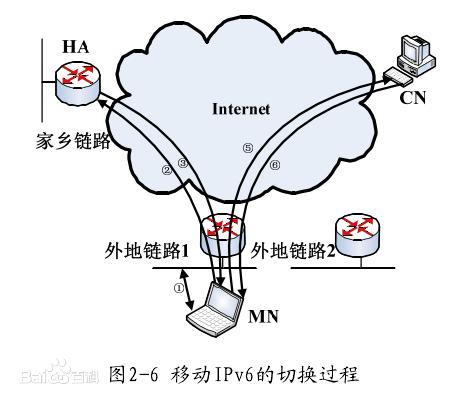 HA
Internet
CN
家乡链路
③
②
⑤
⑥
外地链路1
外地链路2
①
MN
图2-6 移动IPv6的切换过程
Baidu百科